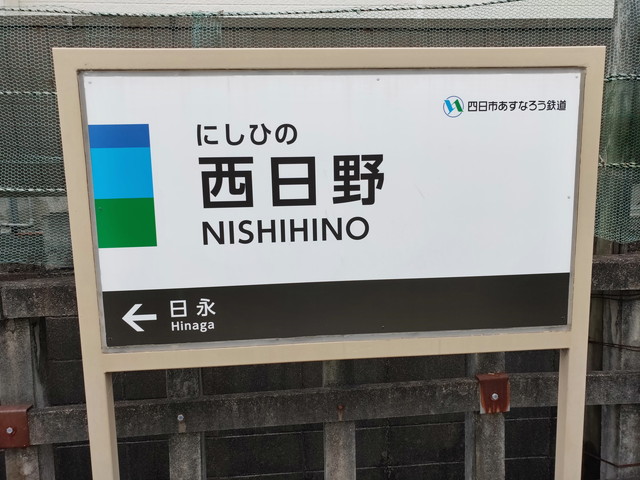 四日市あすなろう鉄道
にしひの
西日野
NISHIHINO
← 日永
Hinaga